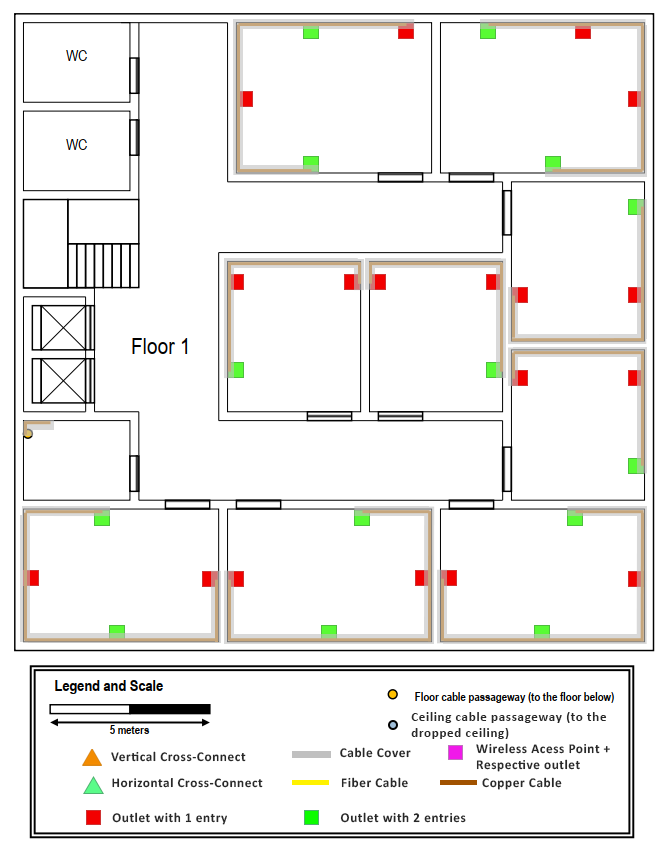 WC
WC
Floor 1
Legend and Scale
5 meters
Floor cable passageway (to the floor below)
Ceiling cable passageway (to the
dropped ceiling)
Vertical Cross-Connect
Cable Cover
Wireless Acess Point +
Respective outlet
Horizontal Cross-Connect
Fiber Cable
Copper Cable
Outlet with 1 entry
Outlet with 2 entries